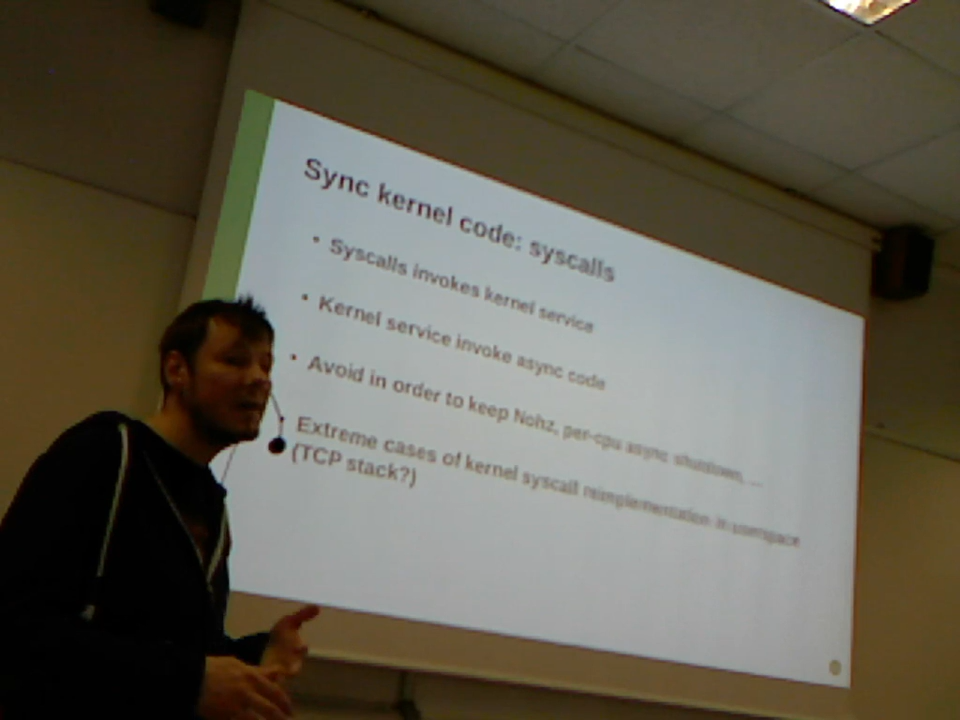 Sync kernel code: syscalls
• Syscalls invokes kernel service
• Kernel service invoke async code
• Avoid in order to keep Nohz, per-cpu async shutdown, ...
Extreme cases of kernel syscall reimplementation in userspace
(TCP stack?)